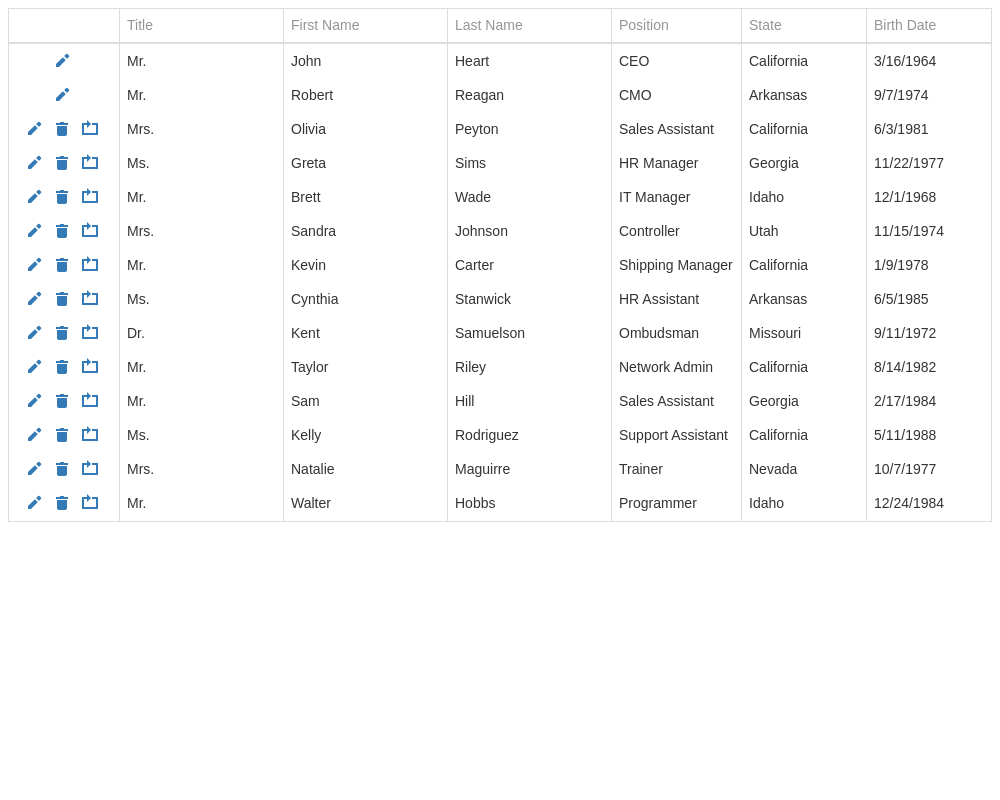 Title First Name Last Name Position State Birth Date
Mr. John Heart CEO California 3/16/1964
Mr. Robert Reagan CMO Arkansas 9/7/1974
Mrs. Olivia Peyton Sales Assistant California 6/3/1981
Ms. Greta Sims HR Manager Georgia 11/22/1977
Mr. Brett Wade IT Manager Idaho 12/1/1968
Mrs. Sandra Johnson Controller Utah 11/15/1974
Mr. Kevin Carter Shipping Manager California 1/9/1978
Ms. Cynthia Stanwick HR Assistant Arkansas 6/5/1985
Dr. Kent Samuelson Ombudsman Missouri 9/11/1972
Mr. Taylor Riley Network Admin California 8/14/1982
Mr. Sam Hill Sales Assistant Georgia 2/17/1984
Ms. Kelly Rodriguez Support Assistant California 5/11/1988
Mrs. Natalie Maguirre Trainer Nevada 10/7/1977
Mr. Walter Hobbs Programmer Idaho 12/24/1984